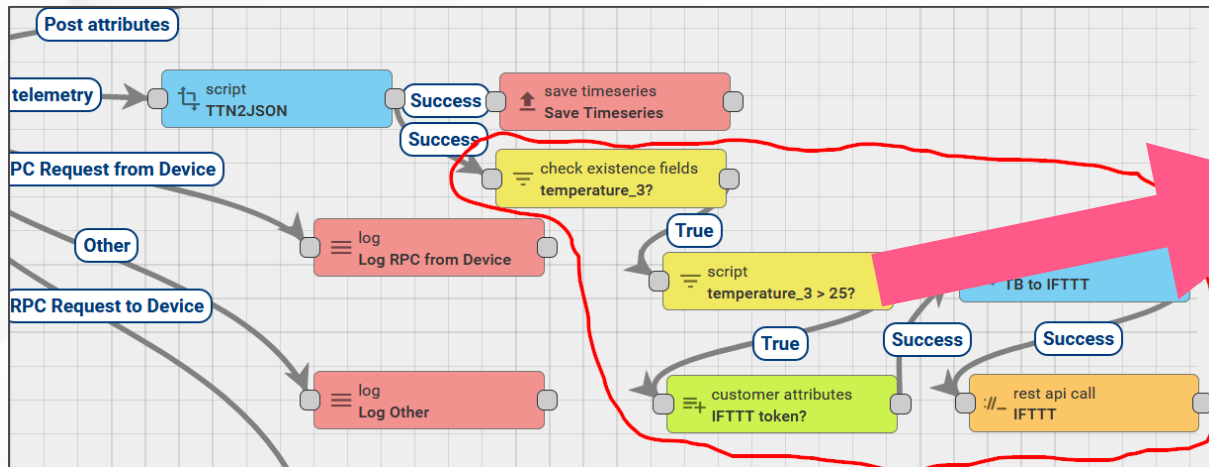 Post attributes
telemetry
script
TTN2JSON
Success
save timeseries
Save Timeseries
Success
check existence fields
temperature_3?
PC Request from Device
True
log
Log RPC from Device
Other
script
temperature_3 > 25?
TB to IFTTT
RPC Request to Device
True
Success
Success
log
Log Other
customer attributes
IFTTT token?
rest api call
IFTTT